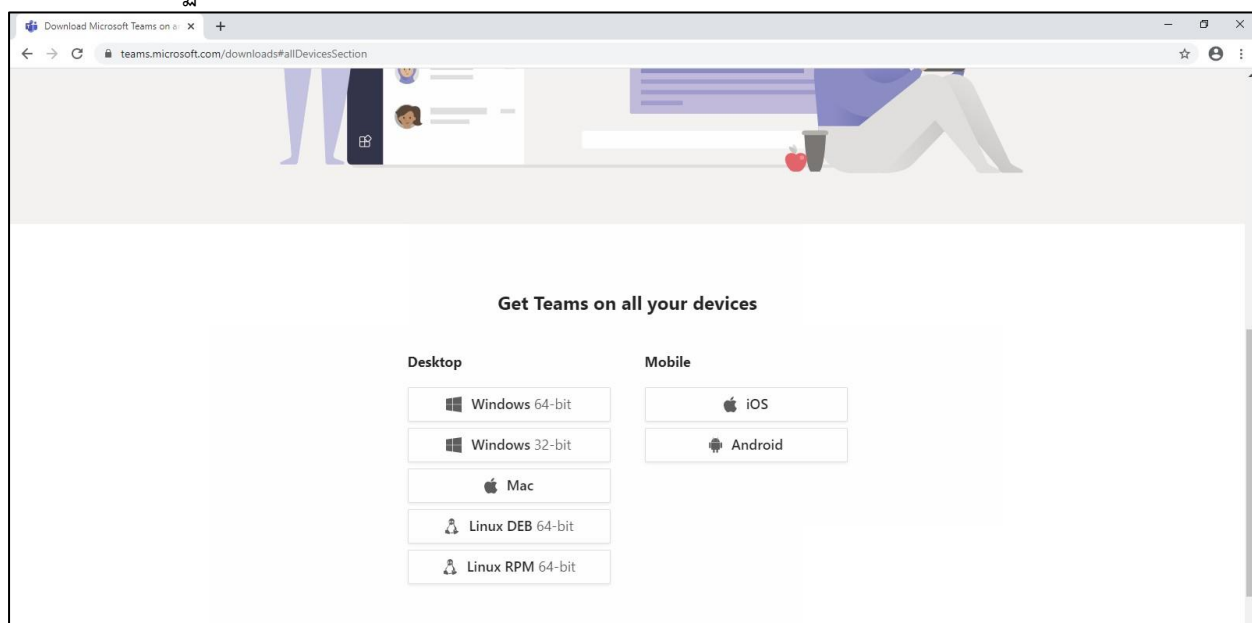 Download Microsoft Teams on a
teams.microsoft.com/downloads#allDevicesSection
Get Teams on all your devices
Desktop
Mobile
Windows 64-bit
iOS
Windows 32-bit
Android
Mac
Linux DEB 64-bit
Linux RPM 64-bit